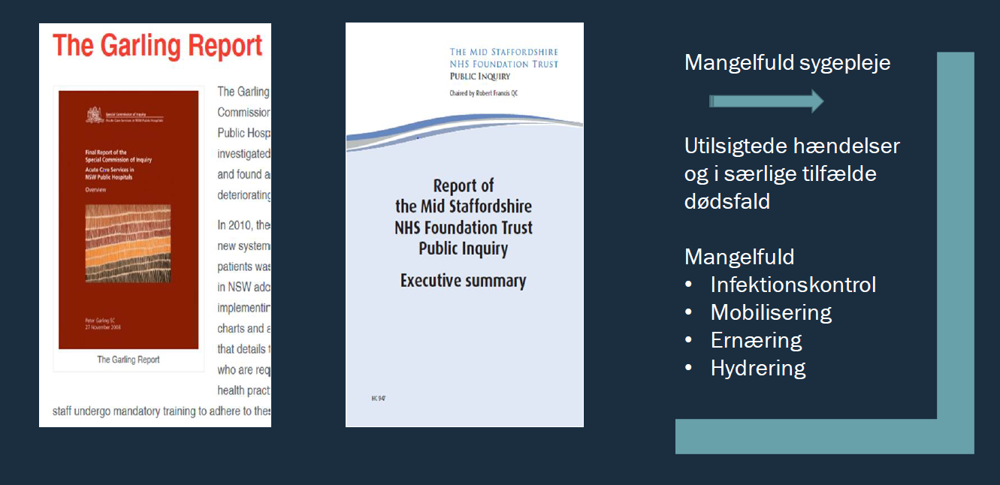 The Garling Report
Special Commission of Inquiry
Acute Care Services in NSW Public Hospitals
Final Report of the
Special Commission of Inquiry
Acute Care Services in
NSW Public Hospitals
Overview
Peter Garling SC
27 November 2008
The Garling Report
The Garling
Commission
Public Hosp
investigated
and found a
deteriorating
In 2010, the
new system
patients was
in NSW ado
implementin
charts and a
that details t
who are req
health pract
staff undergo mandatory training to adhere to thes
THE MID STAFFORDSHIRE
NHS FOUNDATION TRUST
PUBLIC INQUIRY
Chaired by Robert Francis QC
Report of
the Mid Staffordshire
NHS Foundation Trust
Public Inquiry
Executive summary
HC 947
Mangelfuld sygepleje
Utilsigtede hændelser
og i særlige tilfælde
dødsfald
Mangelfuld
• Infektionskontrol
• Mobilisering
• Ernæring
• Hydrering